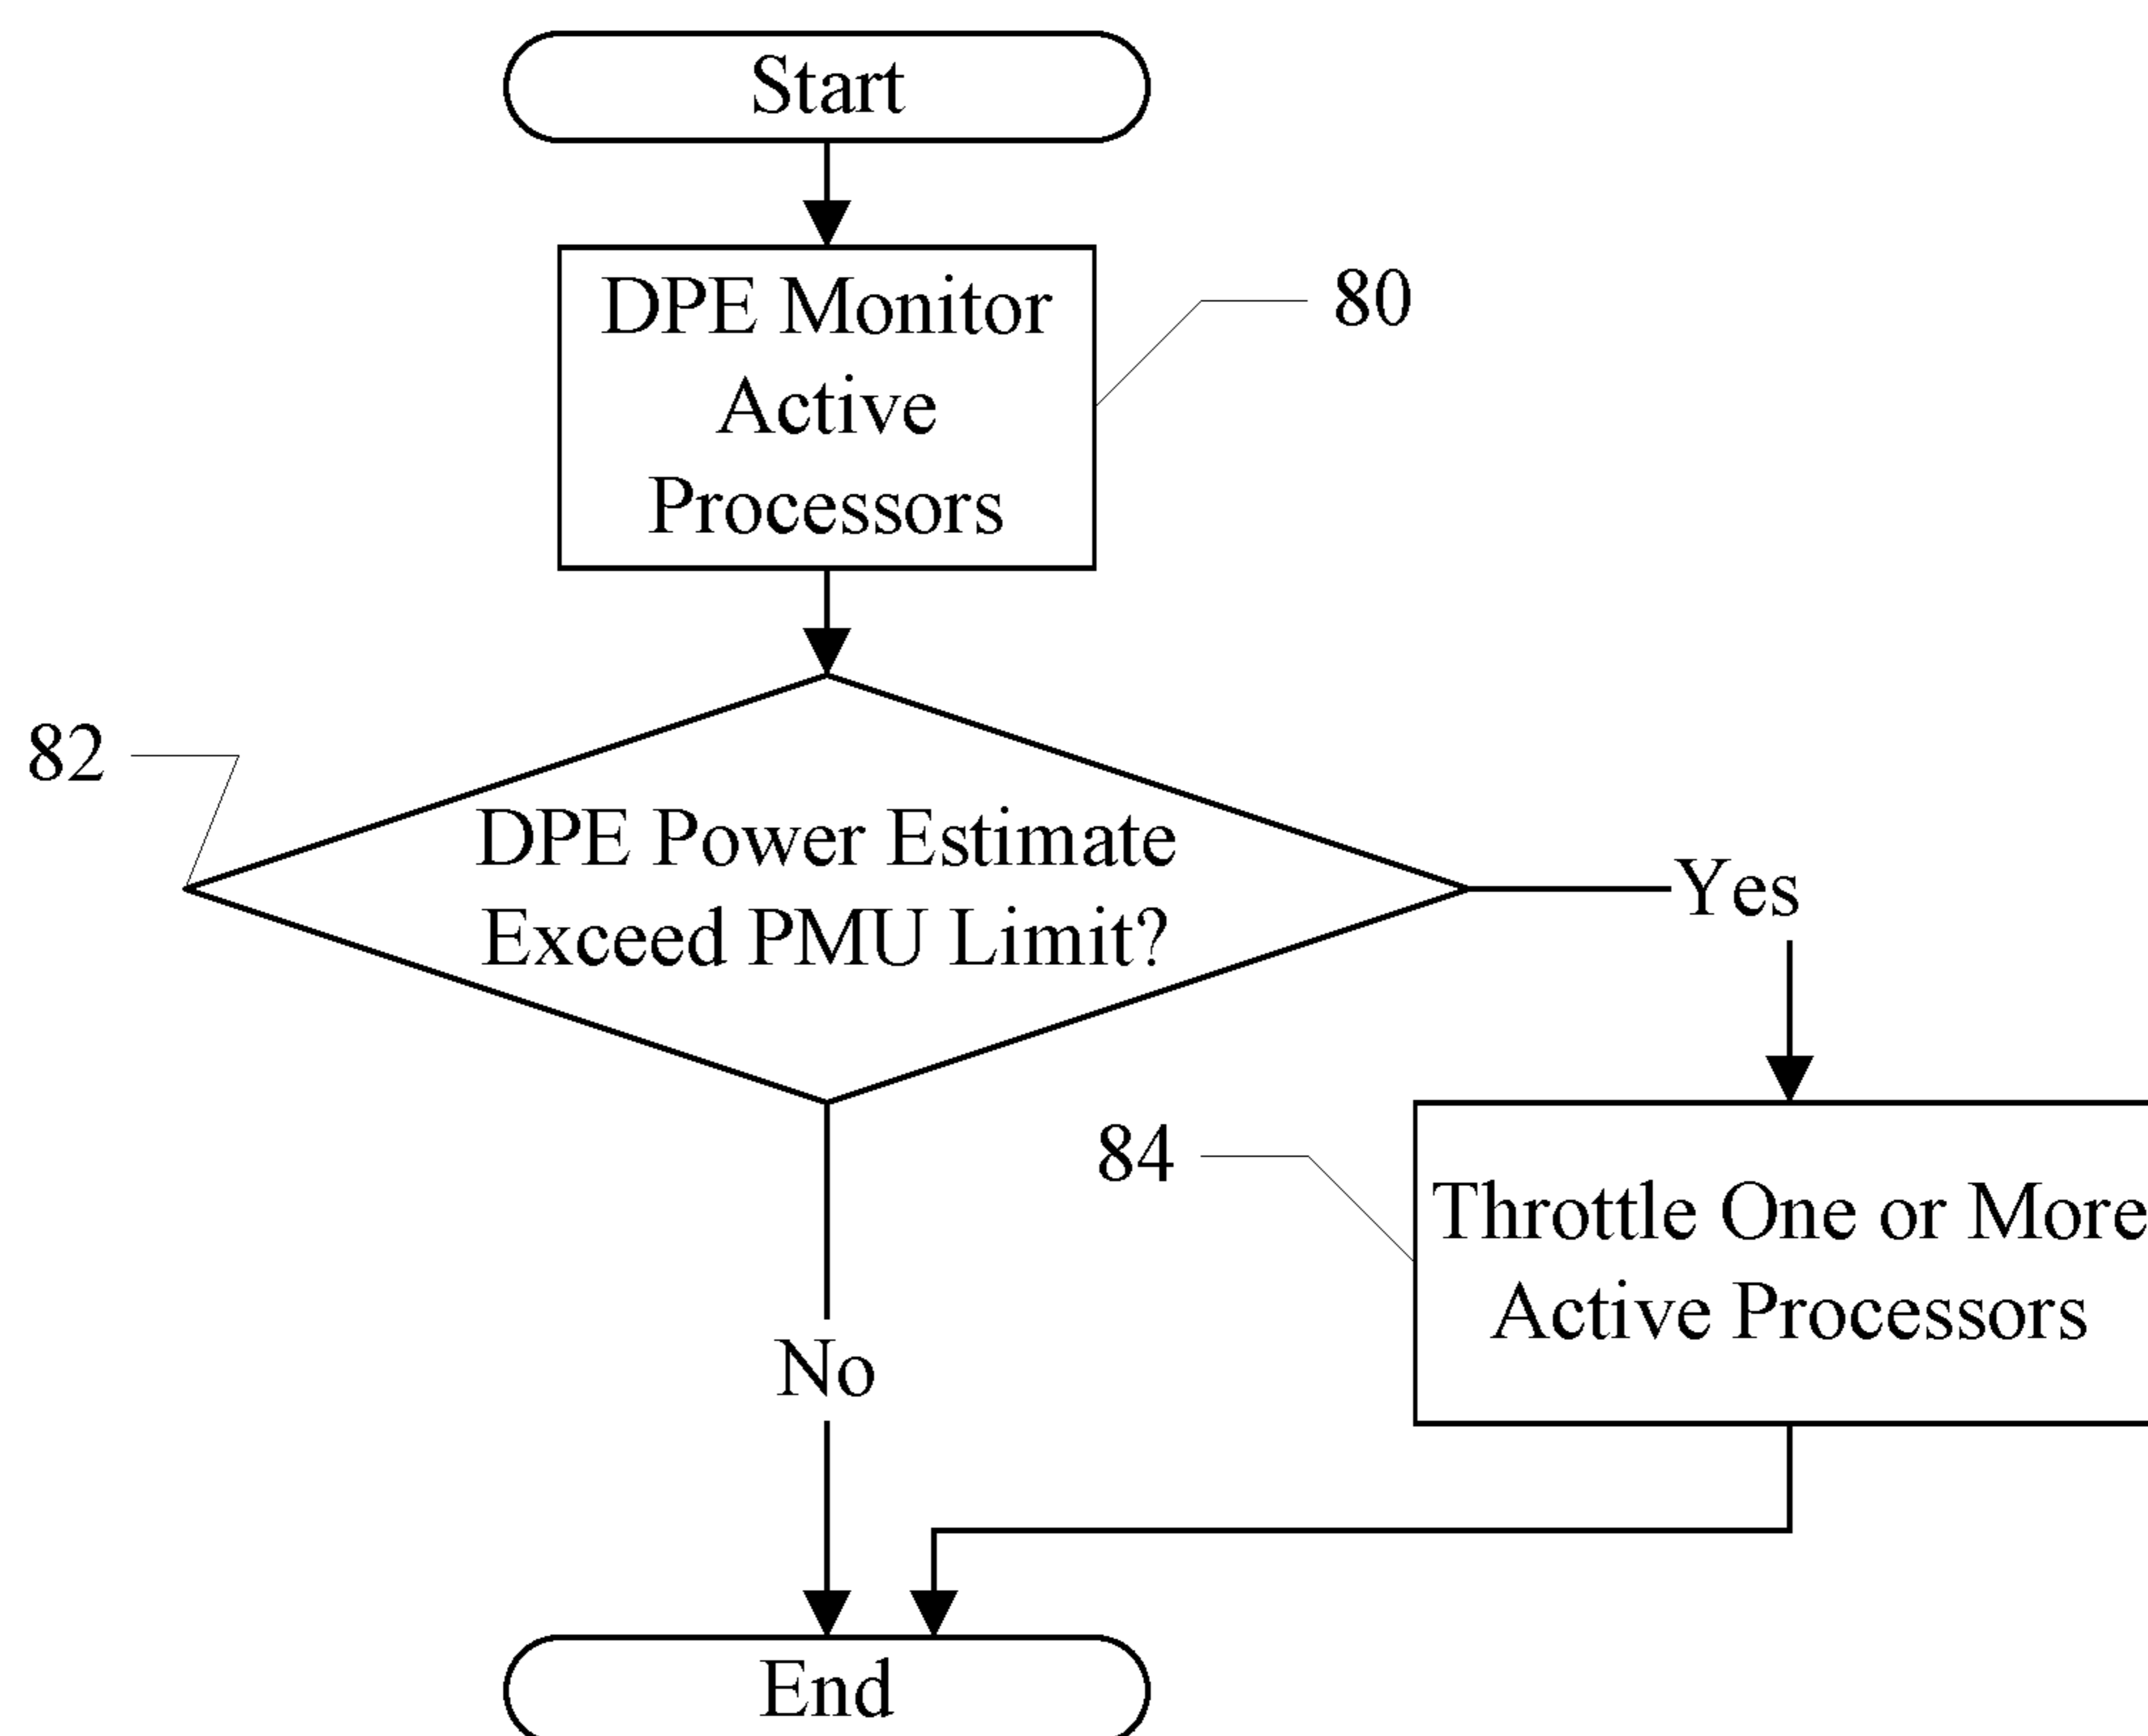 Start
DPE Monitor
Active
Processors
80
82
DPE Power Estimate
Exceed PMU Limit?
Yes
84
Throttle One or More
Active Processors
No
End